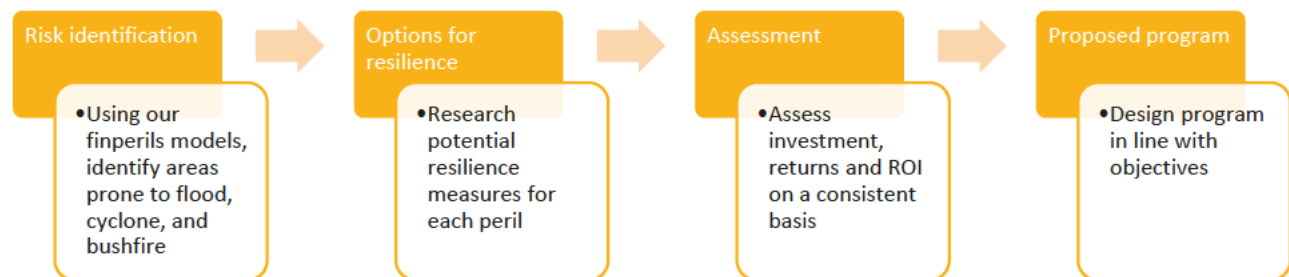 Risk identification
•Using our
finperils models,
identify areas
prone to flood,
cyclone, and
bushfire
Options for
resilience
•Research
potential
resilience
measures for
each peril
Assessment
•Assess
investment,
returns and ROI
on a consistent
basis
Proposed program
•Design program
in line with
objectives